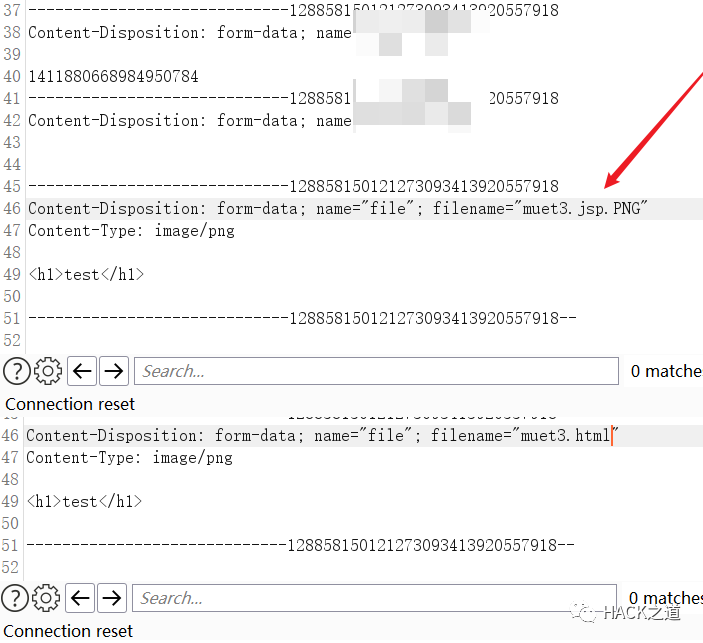 37 -----------------------------128858150121273093413920557918
38 Content-Disposition: form-data; name
39
40 1411880668984950784
41 -----------------------------1288581 20557918
42 Content-Disposition: form-data; name
43
44
45 -----------------------------128858150121273093413920557918
46 Content-Disposition: form-data; name="file"; filename="muet3.jsp.PNG"
47 Content-Type: image/png
48
49 <h1>test</h1>
50
51 -----------------------------128858150121273093413920557918--
52
? Search... 0 matche
Connection reset
46 Content-Disposition: form-data; name="file"; filename="muet3.html"
47 Content-Type: image/png
48
49 <h1>test</h1>
50
51 -----------------------------128858150121273093413920557918--
52
? Search... 0 matches
HACK之道
Connection reset